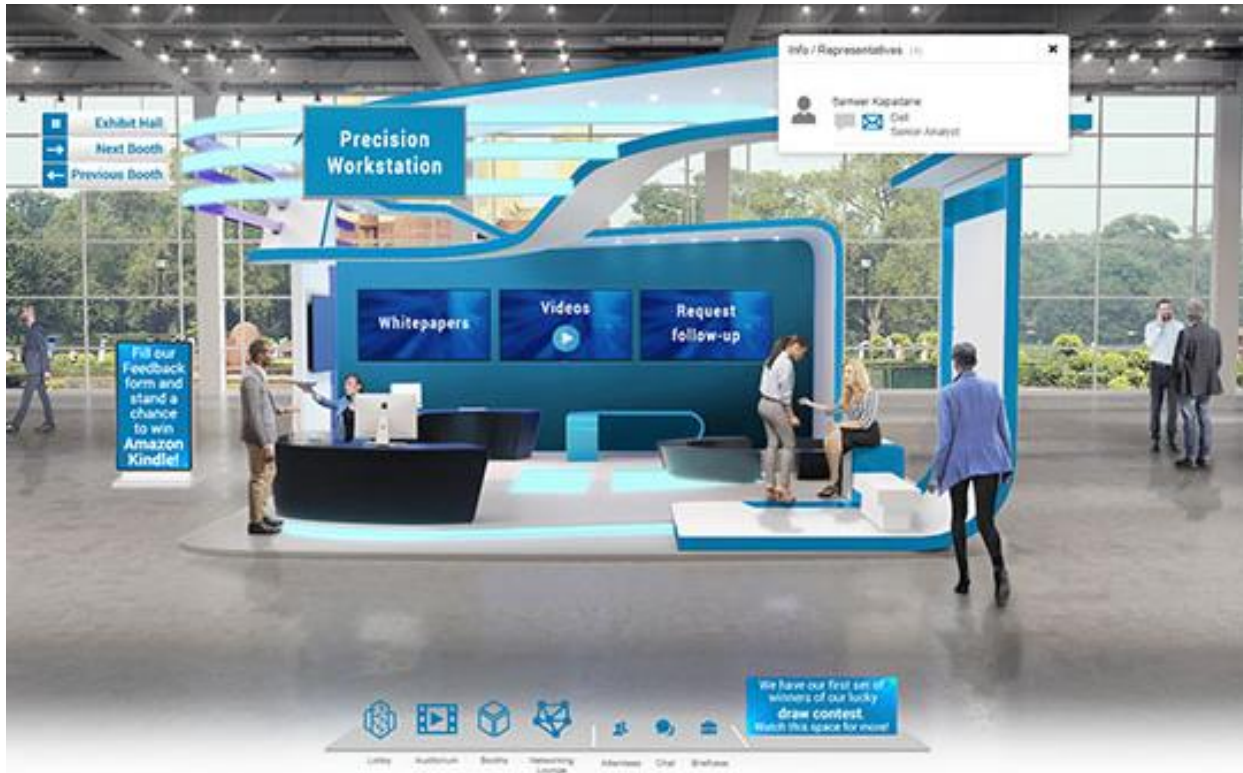 Info / Representatives
Sameer Kapadane
Dell
Senior Analyst
Exhibit Hall
Next Booth
Previous Booth
Precision
Workstation
Whitepapers
Videos
Request
follow-up
Fill our
Feedback
form and
stand a
chance
to win
Amazon
Kindle!
We have our first set of
winners of our lucky
draw contest.
Watch this space for more!
Lobby
Auditorium
Booths
Networking
Lounge
Attendees
Chat
Briefcase